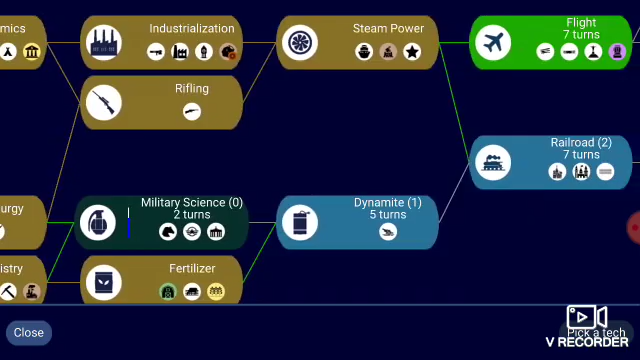 mics
Industrialization
Steam Power
Flight
7 turns
Rifling
Railroad (2)
7 turns
urgy
Military Science (0)
2 turns
Dynamite (1)
5 turns
istry
Fertilizer
Close
Pick a tech
V RECORDER